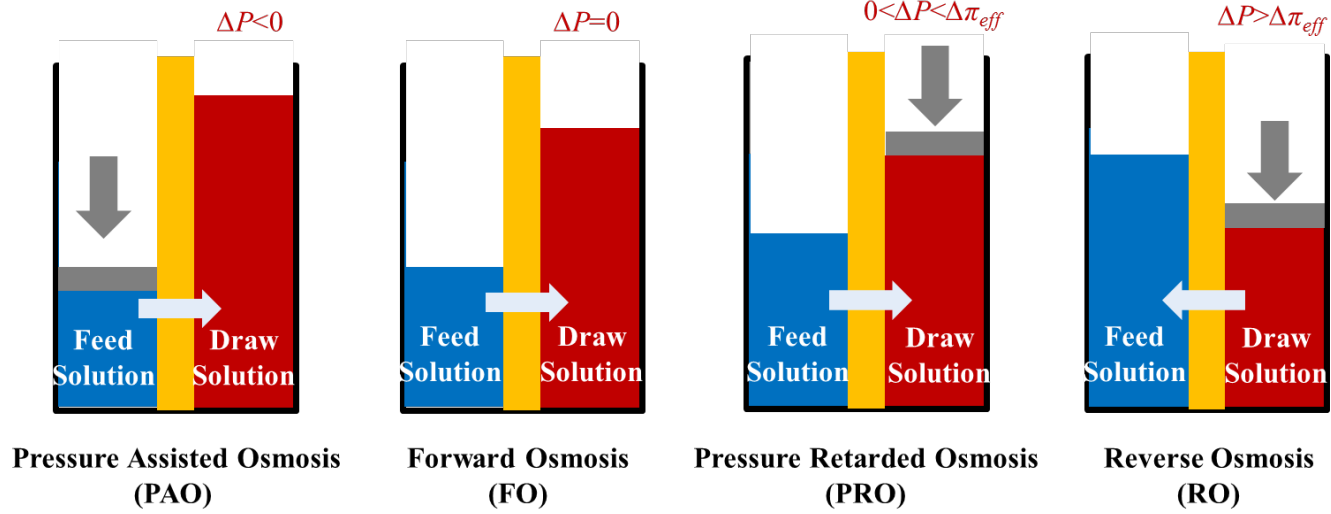 ΔP<0
Feed
Solution
Draw
Solution
Pressure Assisted Osmosis
(PAO)
ΔP=0
Feed
Solution
Draw
Solution
Forward Osmosis
(FO)
0<ΔP<Δπeff
Feed
Solution
Draw
Solution
Pressure Retarded Osmosis
(PRO)
ΔP>Δπeff
Feed
Solution
Draw
Solution
Reverse Osmosis
(RO)